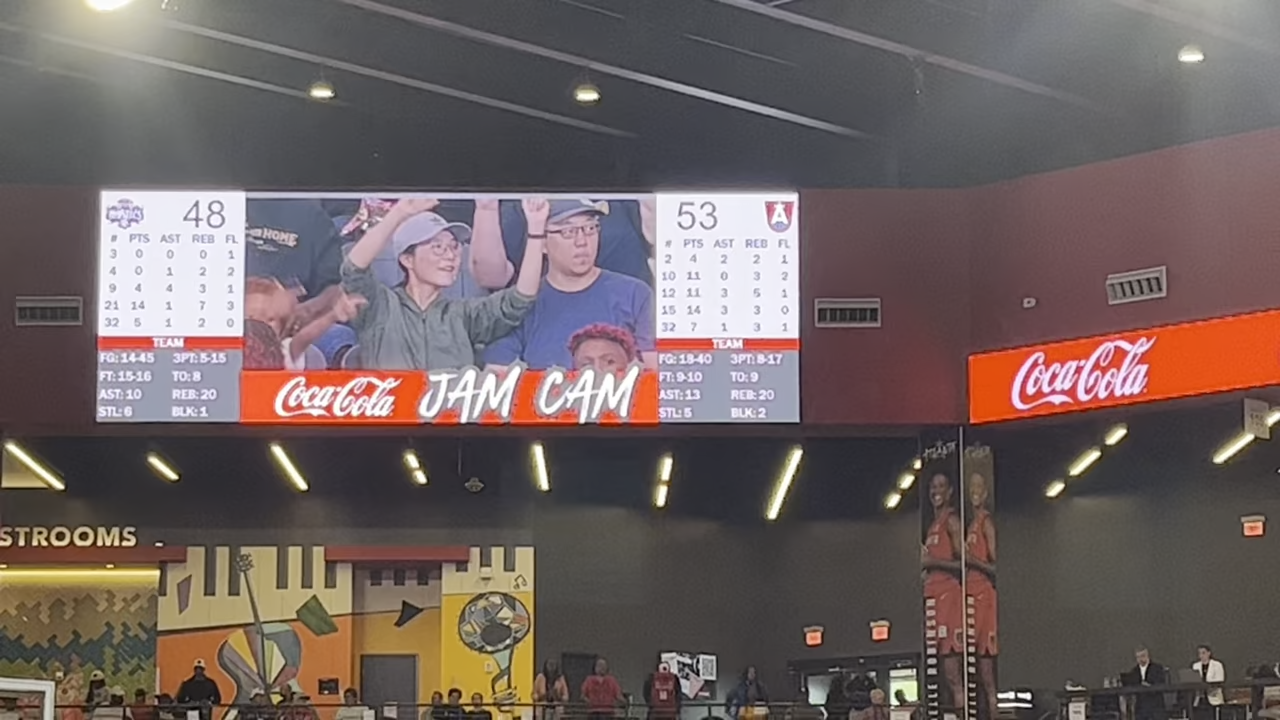 48
# PTS AST REB FL
3 0 0 0 1
4 0 1 2 2
9 4 4 3 1
21 14 1 7 3
32 5 1 2 0
TEAM
FG: 14-45 3PT: 5-15
FT: 15-16 TO: 8
AST: 10 REB: 20
STL: 6 BLK: 1
HOME
Coca-Cola JAM CAM
53 A
# PTS AST REB FL
2 4 2 2 1
10 11 0 3 2
12 11 3 5 1
15 14 3 3 0
32 7 1 3 1
TEAM
FG: 18-40 3PT: 8-17
FT: 9-10 TO: 9
AST: 13 REB: 20
STL: 5 BLK: 2
Coca-Cola
STROOMS